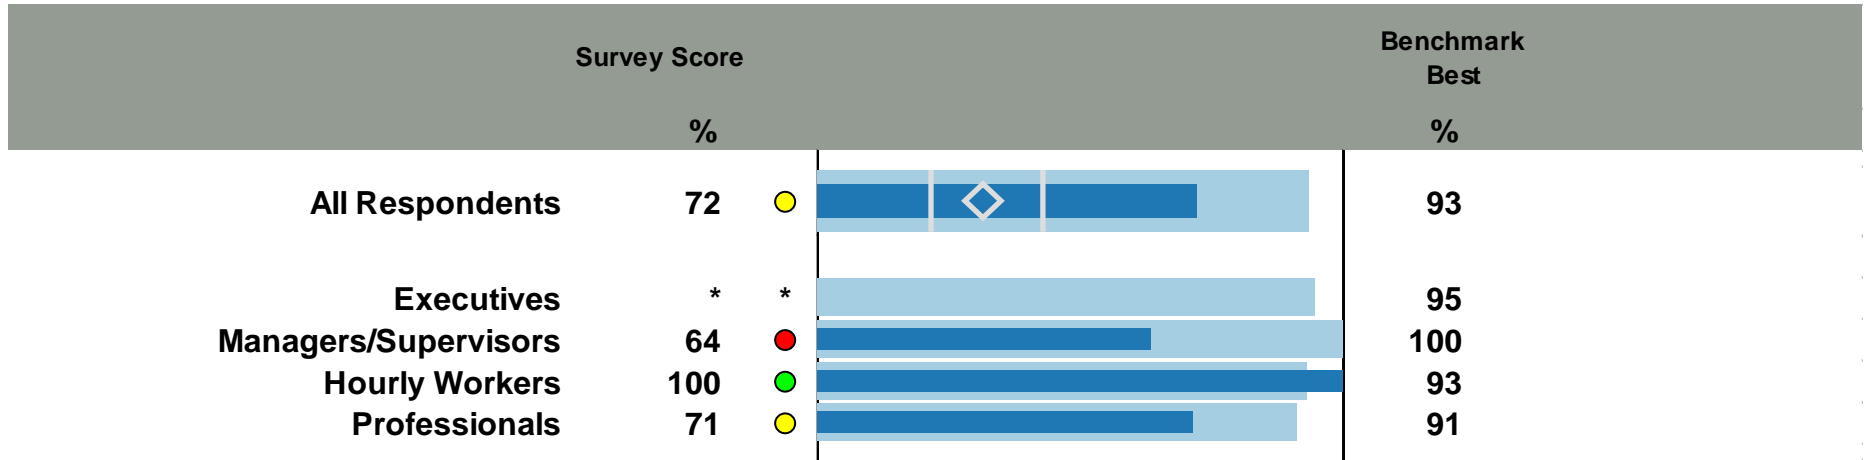 Survey Score
Benchmark
Best
% %
All Respondents 72 93
Executives * * 95
Managers/Supervisors 64 100
Hourly Workers 100 93
Professionals 71 91